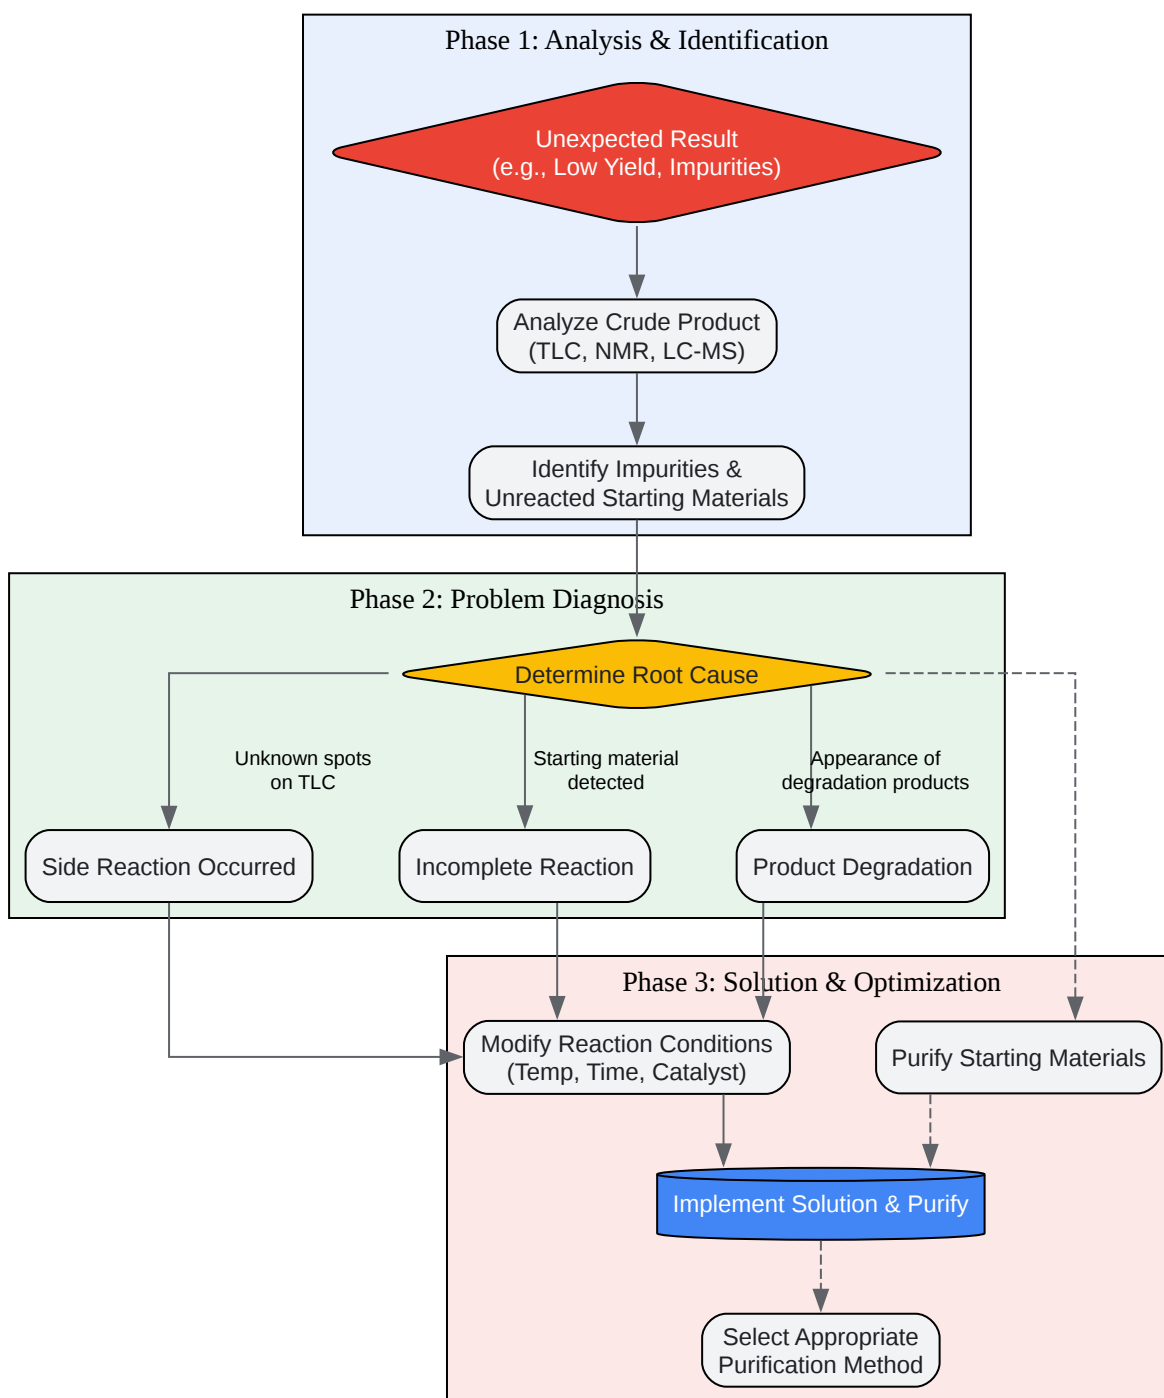 Phase 1: Analysis & Identification
Unexpected Result
(e.g., Low Yield, Impurities)
Analyze Crude Product
(TLC, NMR, LC-MS)
Identify Impurities &
Unreacted Starting Materials
Phase 2: Problem Diagnosis
Determine Root Cause
Unknown spots
on TLC
Starting material
detected
Appearance of
degradation products
Side Reaction Occurred
Incomplete Reaction
Product Degradation
Phase 3: Solution & Optimization
Modify Reaction Conditions
(Temp, Time, Catalyst)
Purify Starting Materials
Implement Solution & Purify
Select Appropriate
Purification Method